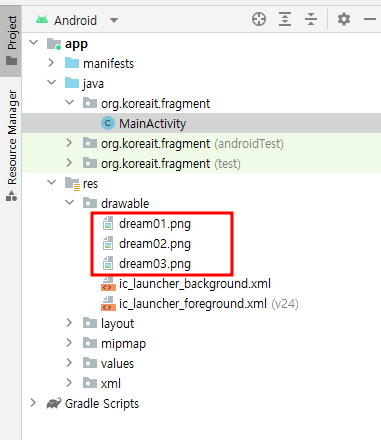 Project
Resource Manager
Android
app
manifests
java
org.koreait.fragment
MainActivity
org.koreait.fragment (androidTest)
org.koreait.fragment (test)
res
drawable
dream01.png
dream02.png
dream03.png
ic_launcher_background.xml
ic_launcher_foreground.xml (v24)
layout
mipmap
values
xml
Gradle Scripts